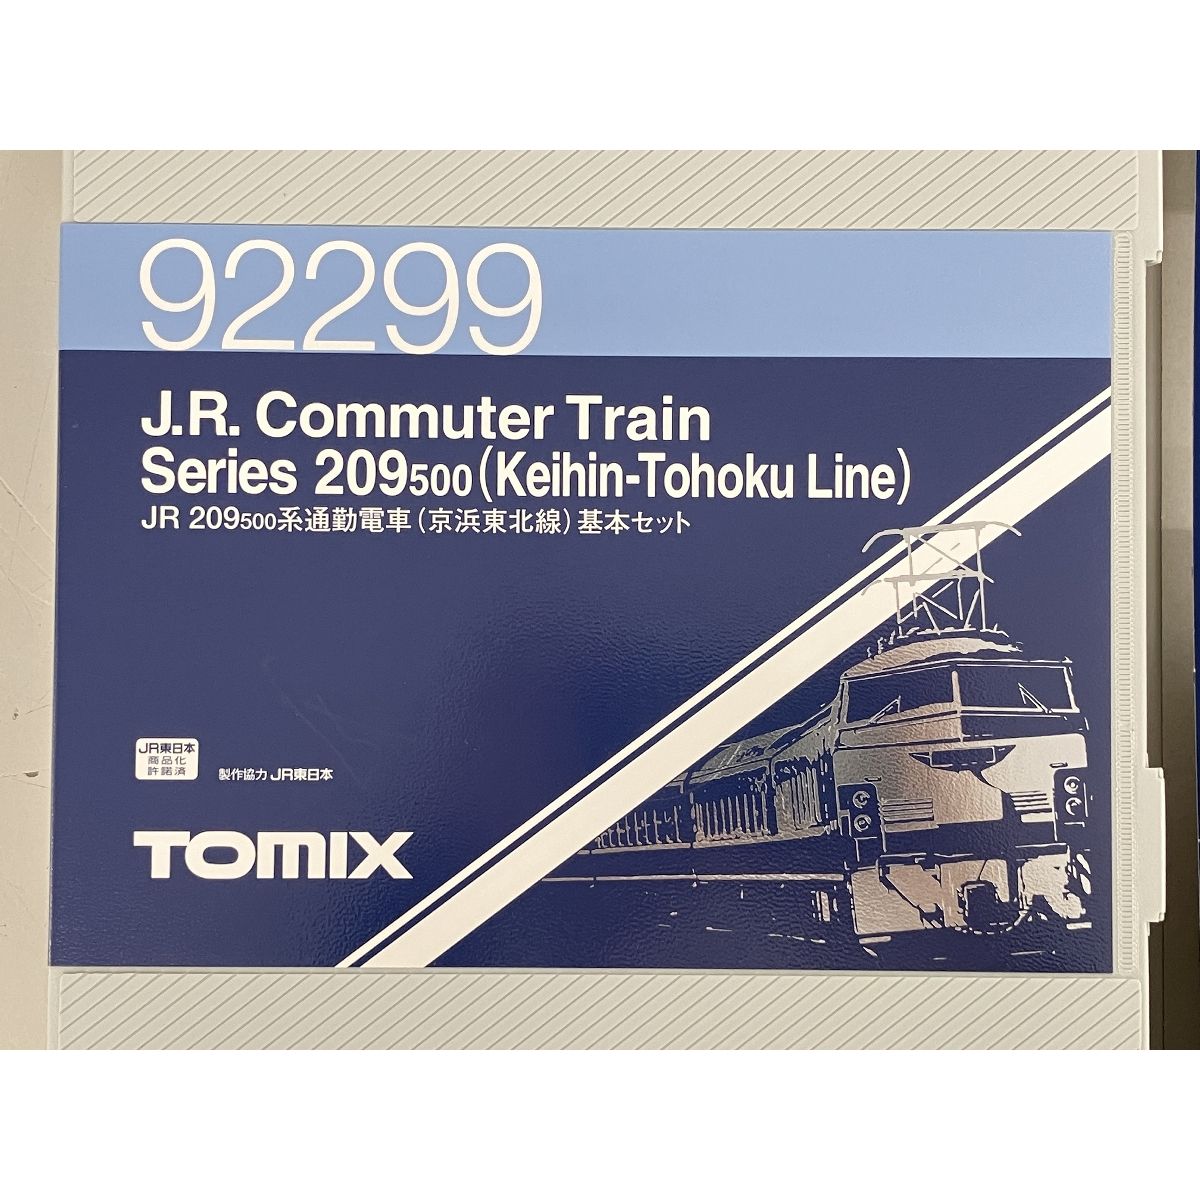 92299
J.R. Commuter Train
Series 209500(Keihin-Tohoku Line)
JR 209500系通勤電車(京浜東北線)基本セット
JR東日本
商品化
許諾済
製作協力 JR東日本
TOMIX